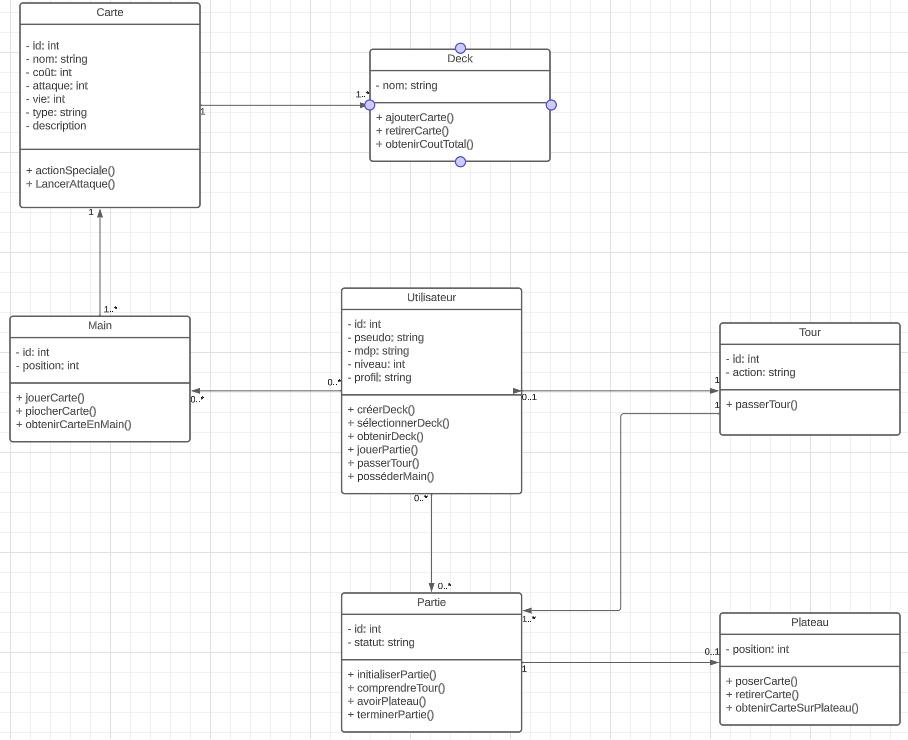 Carte
- id: int
- nom: string
- coût: int
- attaque: int
- vie: int
- type: string
- description
+ actionSpeciale()
+ LancerAttaque()
1
1..*
Deck
- nom: string
+ ajouterCarte()
+ retirerCarte()
+ obtenirCoutTotal()
1
1..*
Main
- id: int
- position: int
+ jouerCarte()
+ piocherCarte()
+ obtenirCarteEnMain()
0..*
0..*
Utilisateur
- id: int
- pseudo: string
- mdp: string
- niveau: int
- profil: string
+ créerDeck()
+ sélectionnerDeck()
+ obtenirDeck()
+ jouerPartie()
+ passerTour()
+ posséderMain()
0..1
1
1
Tour
- id: int
- action: string
+ passerTour()
0..*
0..*
Partie
- id: int
- statut: string
+ initialiserPartie()
+ comprendreTour()
+ avoirPlateau()
+ terminerPartie()
1..*
1
0..1
Plateau
- position: int
+ poserCarte()
+ retirerCarte()
+ obtenirCarteSurPlateau()